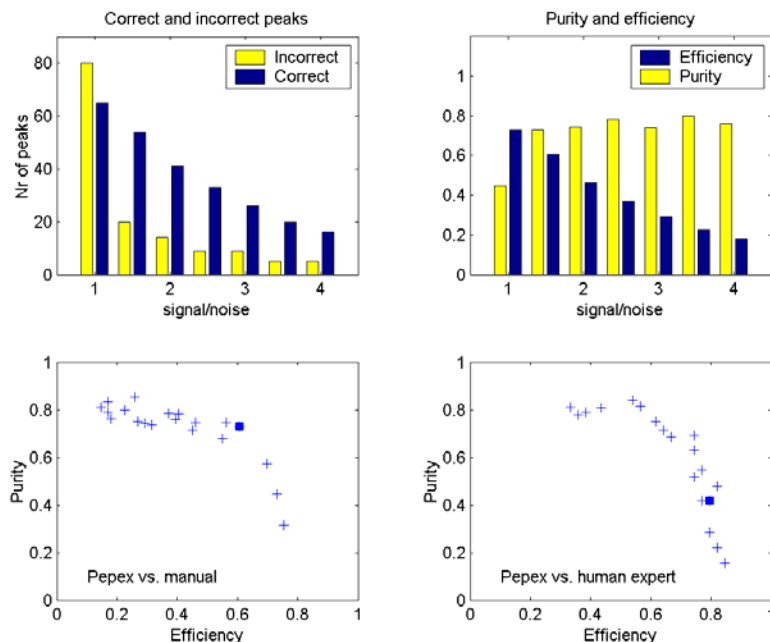 Correct and incorrect peaks
Incorrect
Correct
Nr of peaks
80
60
40
20
0
1 2 3 4
signal/noise
Purity and efficiency
Efficiency
Purity
1
0.8
0.6
0.4
0.2
0
1 2 3 4
signal/noise
Purity
1
0.8
0.6
0.4
0.2
0
Pepex vs. manual
0 0.2 0.4 0.6 0.8 1
Efficiency
Purity
1
0.8
0.6
0.4
0.2
0
Pepex vs. human expert
0 0.2 0.4 0.6 0.8 1
Efficiency